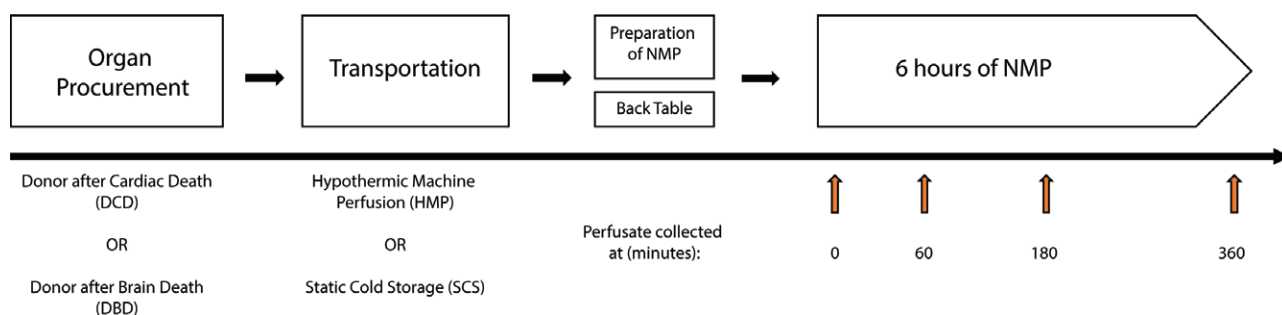 Organ
Procurement
Transportation
Preparation
of NMP
Back Table
6 hours of NMP
Donor after Cardiac Death
(DCD)
OR
Donor after Brain Death
(DBD)
Hypothermic Machine
Perfusion (HMP)
OR
Static Cold Storage (SCS)
Perfusate collected
at (minutes):
0
60
180
360